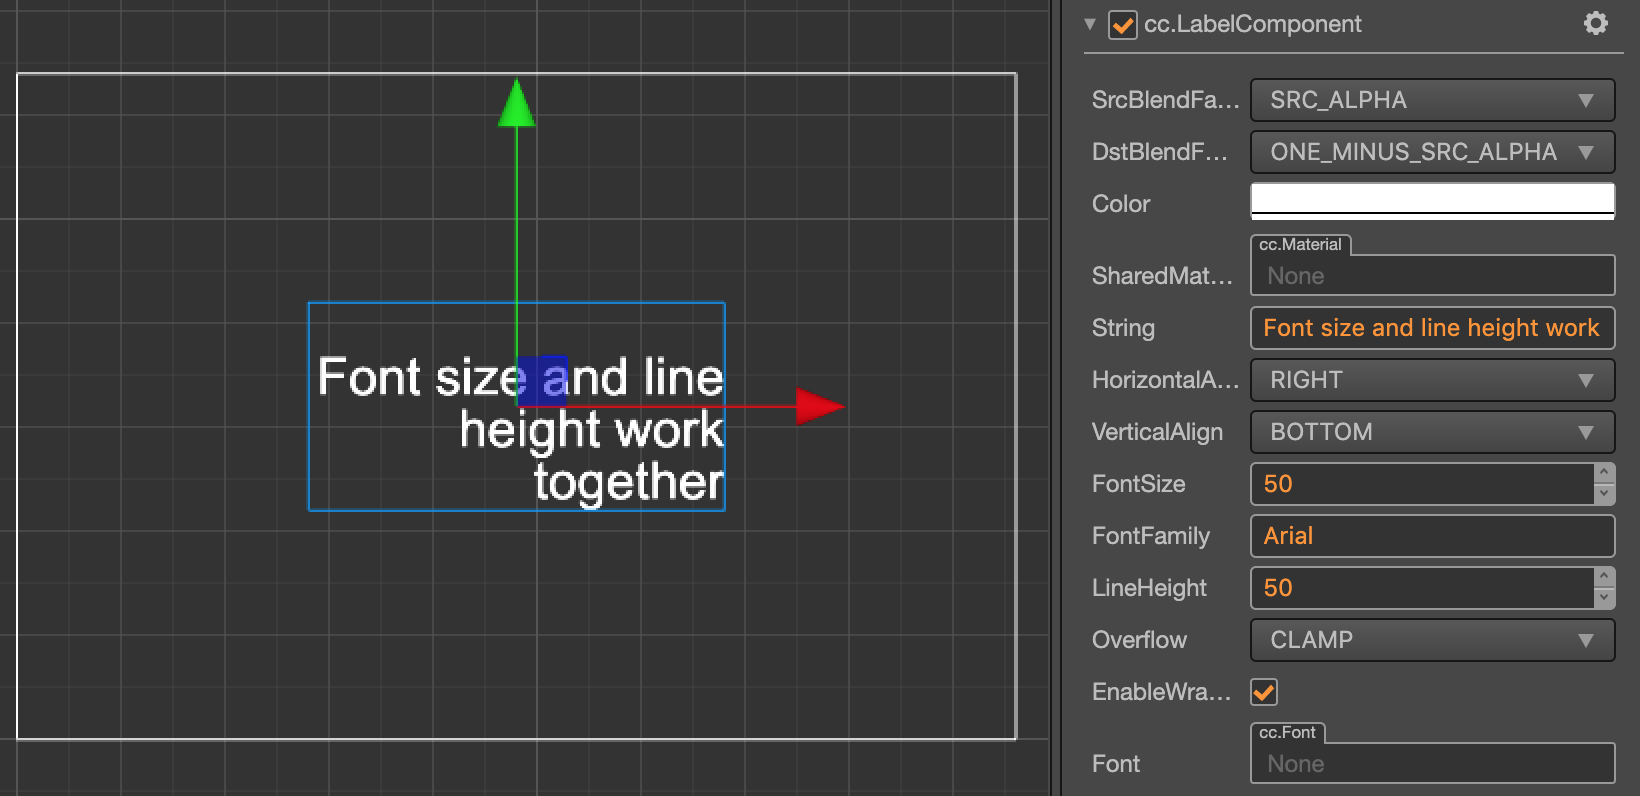 Font size and line
height work
together
cc.LabelComponent
SrcBlendFa... SRC_ALPHA
DstBlendF... ONE_MINUS_SRC_ALPHA
Color
cc.Material
SharedMat... None
String Font size and line height work
HorizontalA... RIGHT
VerticalAlign BOTTOM
FontSize 50
FontFamily Arial
LineHeight 50
Overflow CLAMP
EnableWra...
cc.Font
Font None